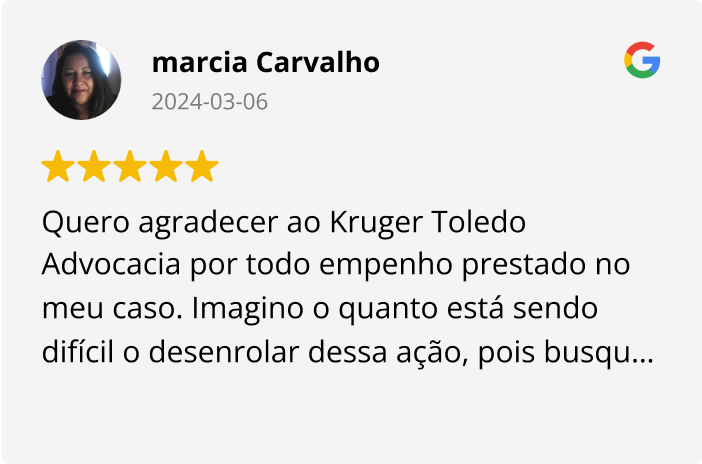 marcia Carvalho
2024-03-06
Quero agradecer ao Kruger Toledo
Advocacia por todo empenho prestado no
meu caso. Imagino o quanto está sendo
difícil o desenrolar dessa ação, pois busqu...